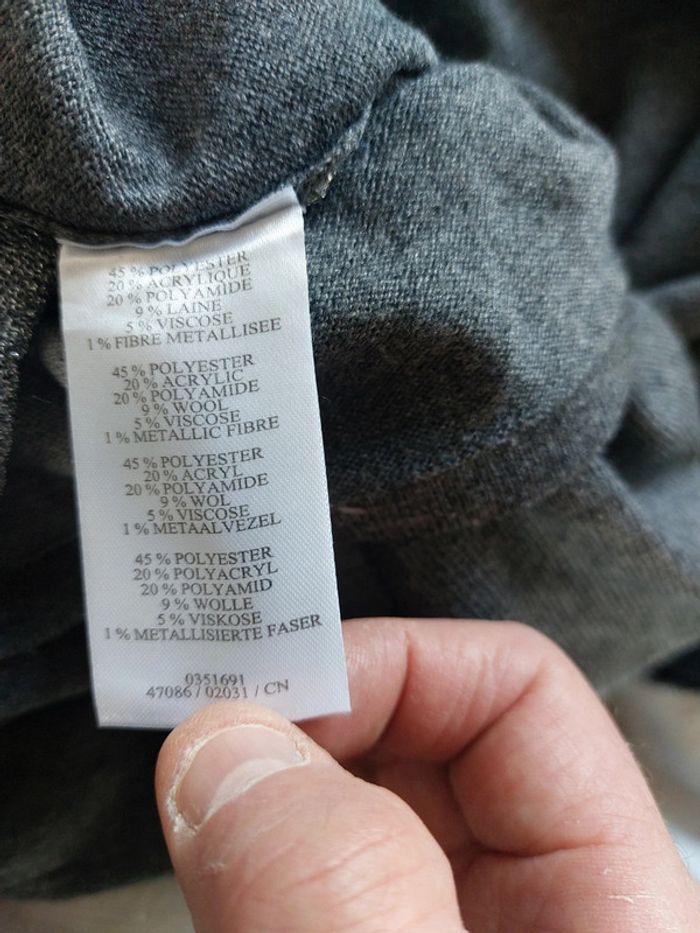 45 % POLYESTER
20 % ACRYLIQUE
20 % POLYAMIDE
9 % LAINE
5 % VISCOSE
1 % FIBRE METALLISEE
45 % POLYESTER
20 % ACRYLIC
20 % POLYAMIDE
9 % WOOL
5 % VISCOSE
1 % METALLIC FIBRE
45 % POLYESTER
20 % ACRYL
20 % POLYAMIDE
9 % WOL
5 % VISCOSE
1 % METAALVEZEL
45 % POLYESTER
20 % POLYACRYL
20 % POLYAMID
9 % WOLLE
5 % VISKOSE
1 % METALLISIERTE FASER
0351691
47086 / 02031 / CN